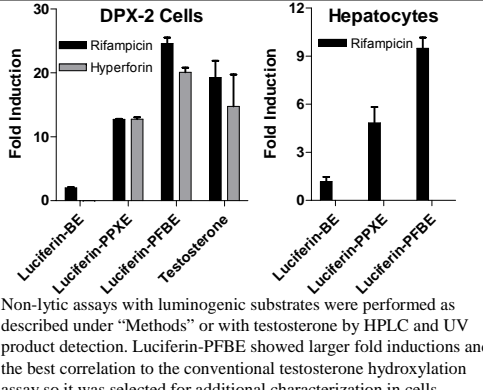 DPX-2 Cells
Hepatocytes
30
20
10
0
Fold Induction
Rifampicin
Hyperforin
Luciferin-BE
Luciferin-PPXE
Luciferin-PFBE
Testosterone
12
9
6
3
0
Fold Induction
Rifampicin
Luciferin-BE
Luciferin-PPXE
Luciferin-PFBE
Non-lytic assays with luminogenic substrates were performed as
described under “Methods” or with testosterone by HPLC and UV
product detection. Luciferin-PFBE showed larger fold inductions and
the best correlation to the conventional testosterone hydroxylation
assay so it was selected for additional characterization in cells